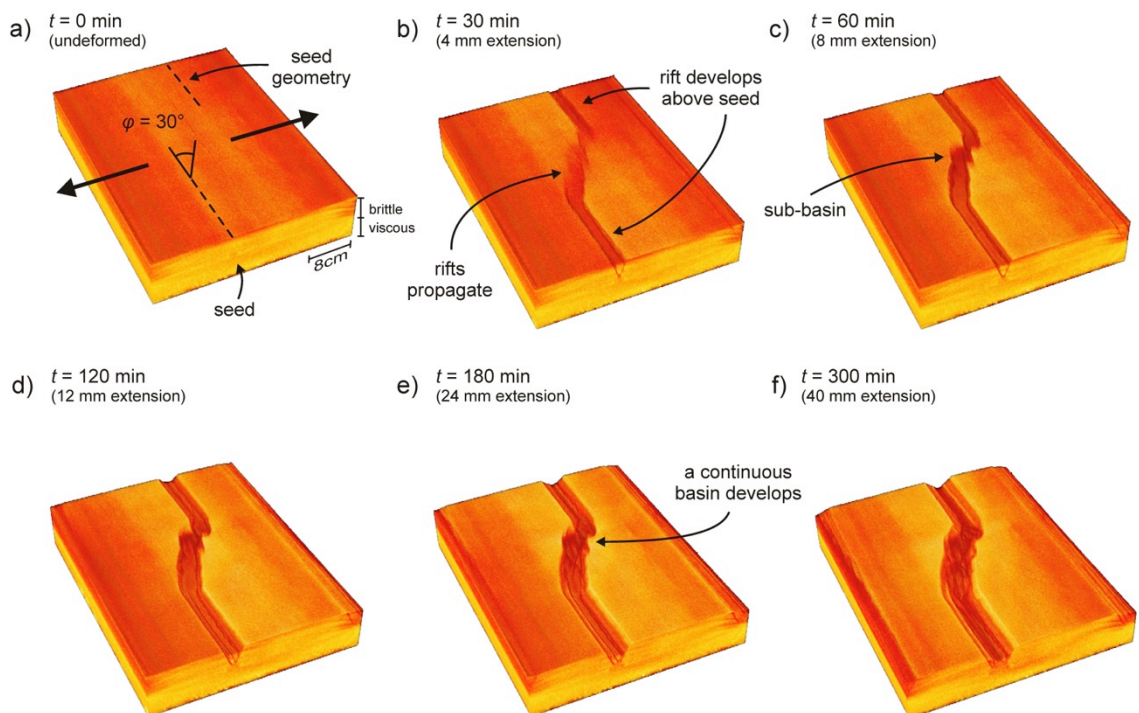 a) t = 0 min
(undeformed)
seed
geometry
φ = 30°
brittle
viscous
8cm
seed
b) t = 30 min
(4 mm extension)
rift develops
above seed
rifts
propagate
c) t = 60 min
(8 mm extension)
sub-basin
d) t = 120 min
(12 mm extension)
e) t = 180 min
(24 mm extension)
a continuous
basin develops
f) t = 300 min
(40 mm extension)